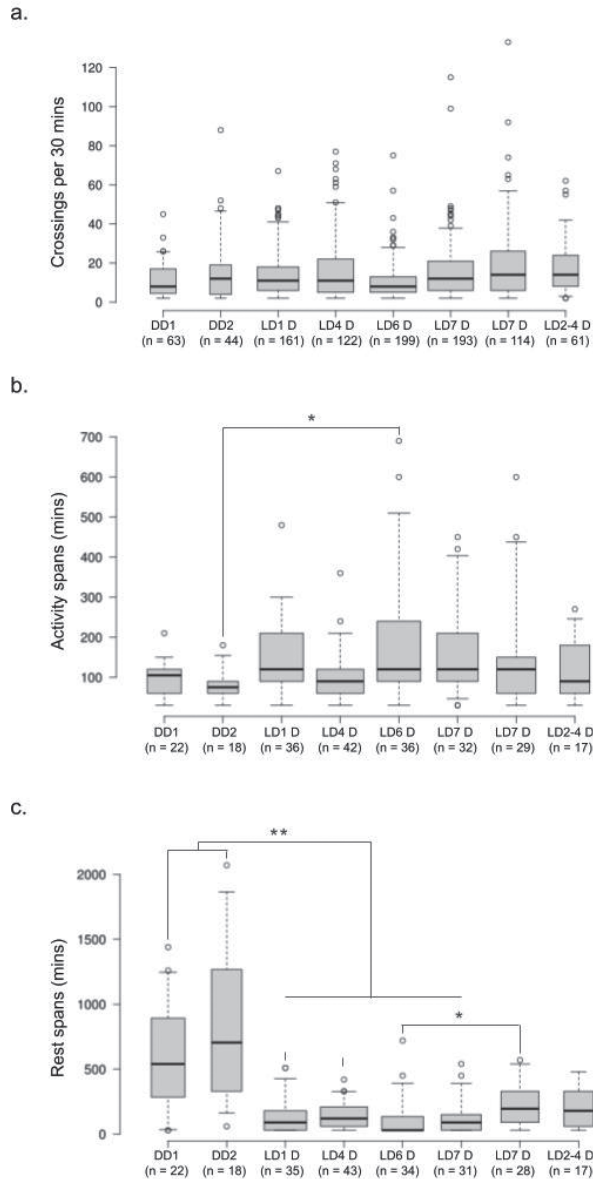 a.
Crossings per 30 mins
120
100
80
60
40
20
0
DD1 DD2 LD1 D LD4 D LD6 D LD7 D LD7 D LD2-4 D
(n = 63) (n = 44) (n = 161) (n = 122) (n = 199) (n = 193) (n = 114) (n = 61)
b.
Activity spans (mins)
*
700
600
500
400
300
200
100
DD1 DD2 LD1 D LD4 D LD6 D LD7 D LD7 D LD2-4 D
(n = 22) (n = 18) (n = 36) (n = 42) (n = 36) (n = 32) (n = 29) (n = 17)
c.
Rest spans (mins)
**
*
2000
1500
1000
500
0
DD1 DD2 LD1 D LD4 D LD6 D LD7 D LD7 D LD2-4 D
(n = 22) (n = 18) (n = 35) (n = 43) (n = 34) (n = 31) (n = 28) (n = 17)